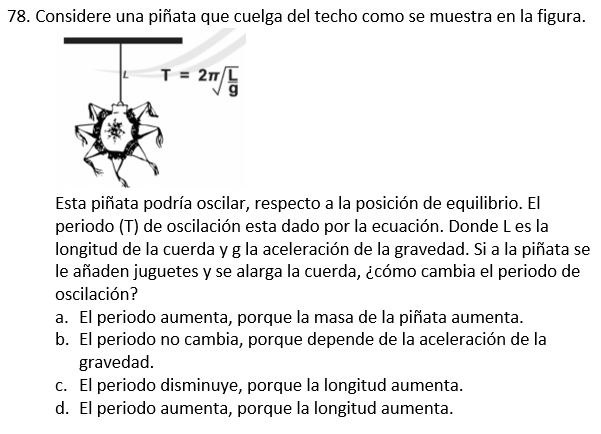 78. Considere una piñata que cuelga del techo como se muestra en la figura.
L T = 2π√L/g
Esta piñata podría oscilar, respecto a la posición de equilibrio. El
periodo (T) de oscilación esta dado por la ecuación. Donde L es la
longitud de la cuerda y g la aceleración de la gravedad. Si a la piñata se
le añaden juguetes y se alarga la cuerda, ¿cómo cambia el periodo de
oscilación?
a. El periodo aumenta, porque la masa de la piñata aumenta.
b. El periodo no cambia, porque depende de la aceleración de la
gravedad.
c. El periodo disminuye, porque la longitud aumenta.
d. El periodo aumenta, porque la longitud aumenta.